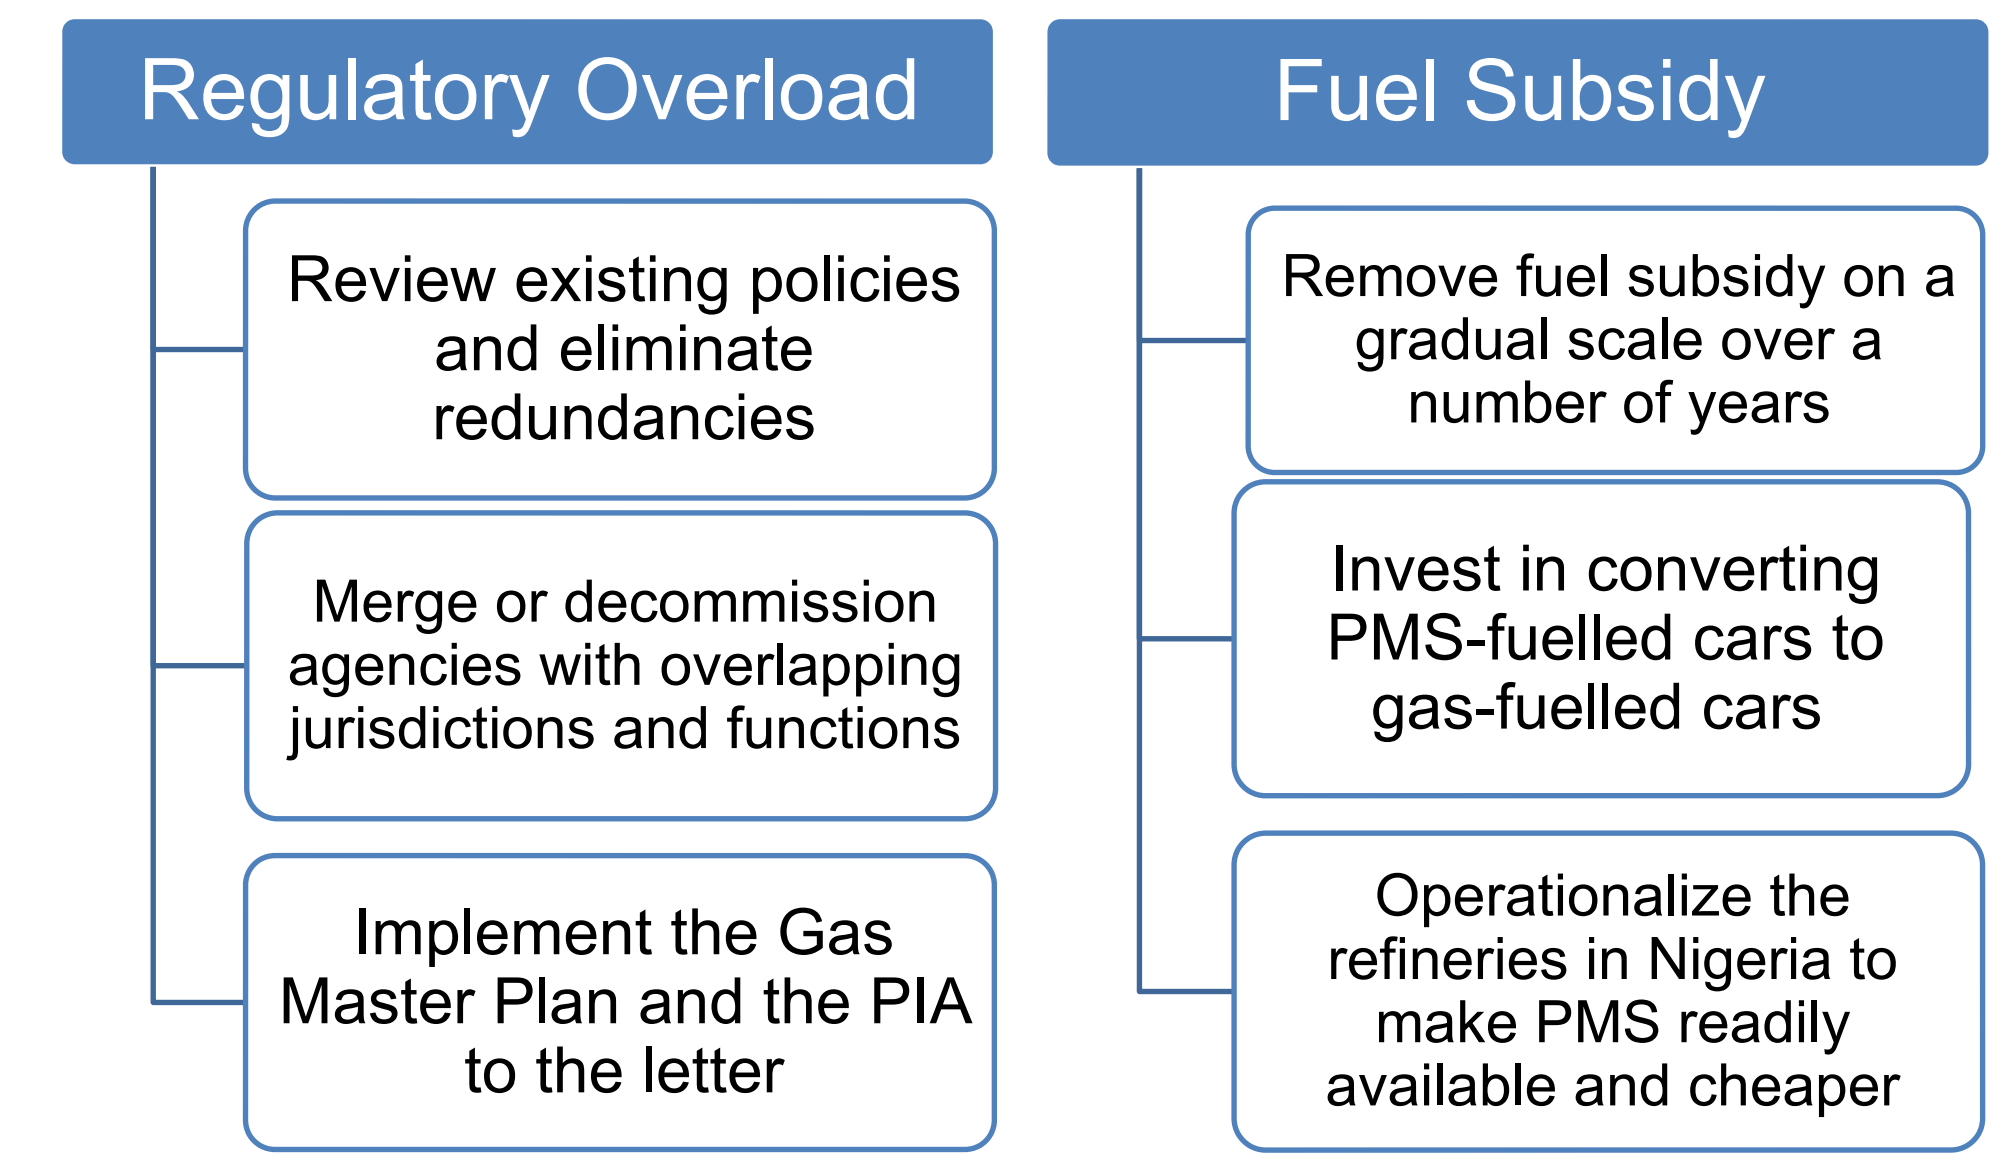 Regulatory Overload
Review existing policies
and eliminate
redundancies
Merge or decommission
agencies with overlapping
jurisdictions and functions
Implement the Gas
Master Plan and the PIA
to the letter
Fuel Subsidy
Remove fuel subsidy on a
gradual scale over a
number of years
Invest in converting
PMS-fuelled cars to
gas-fuelled cars
Operationalize the
refineries in Nigeria to
make PMS readily
available and cheaper